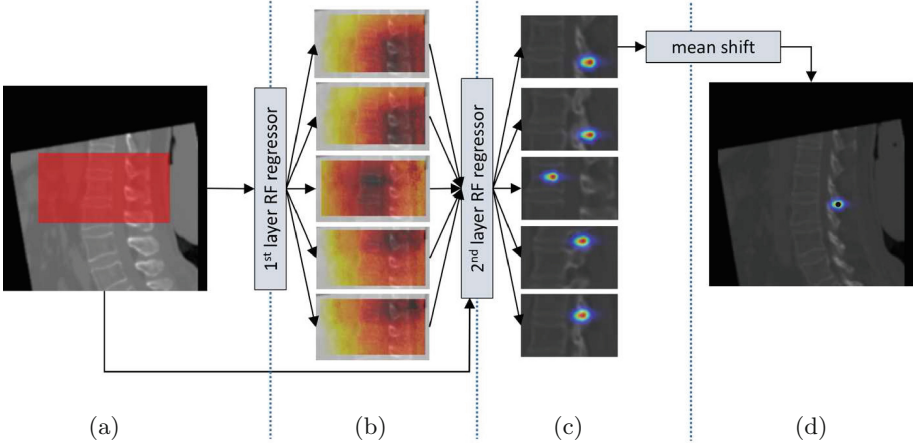 mean shift
1st layer RF regressor
2nd layer RF regressor
(a)
(b)
(c)
(d)